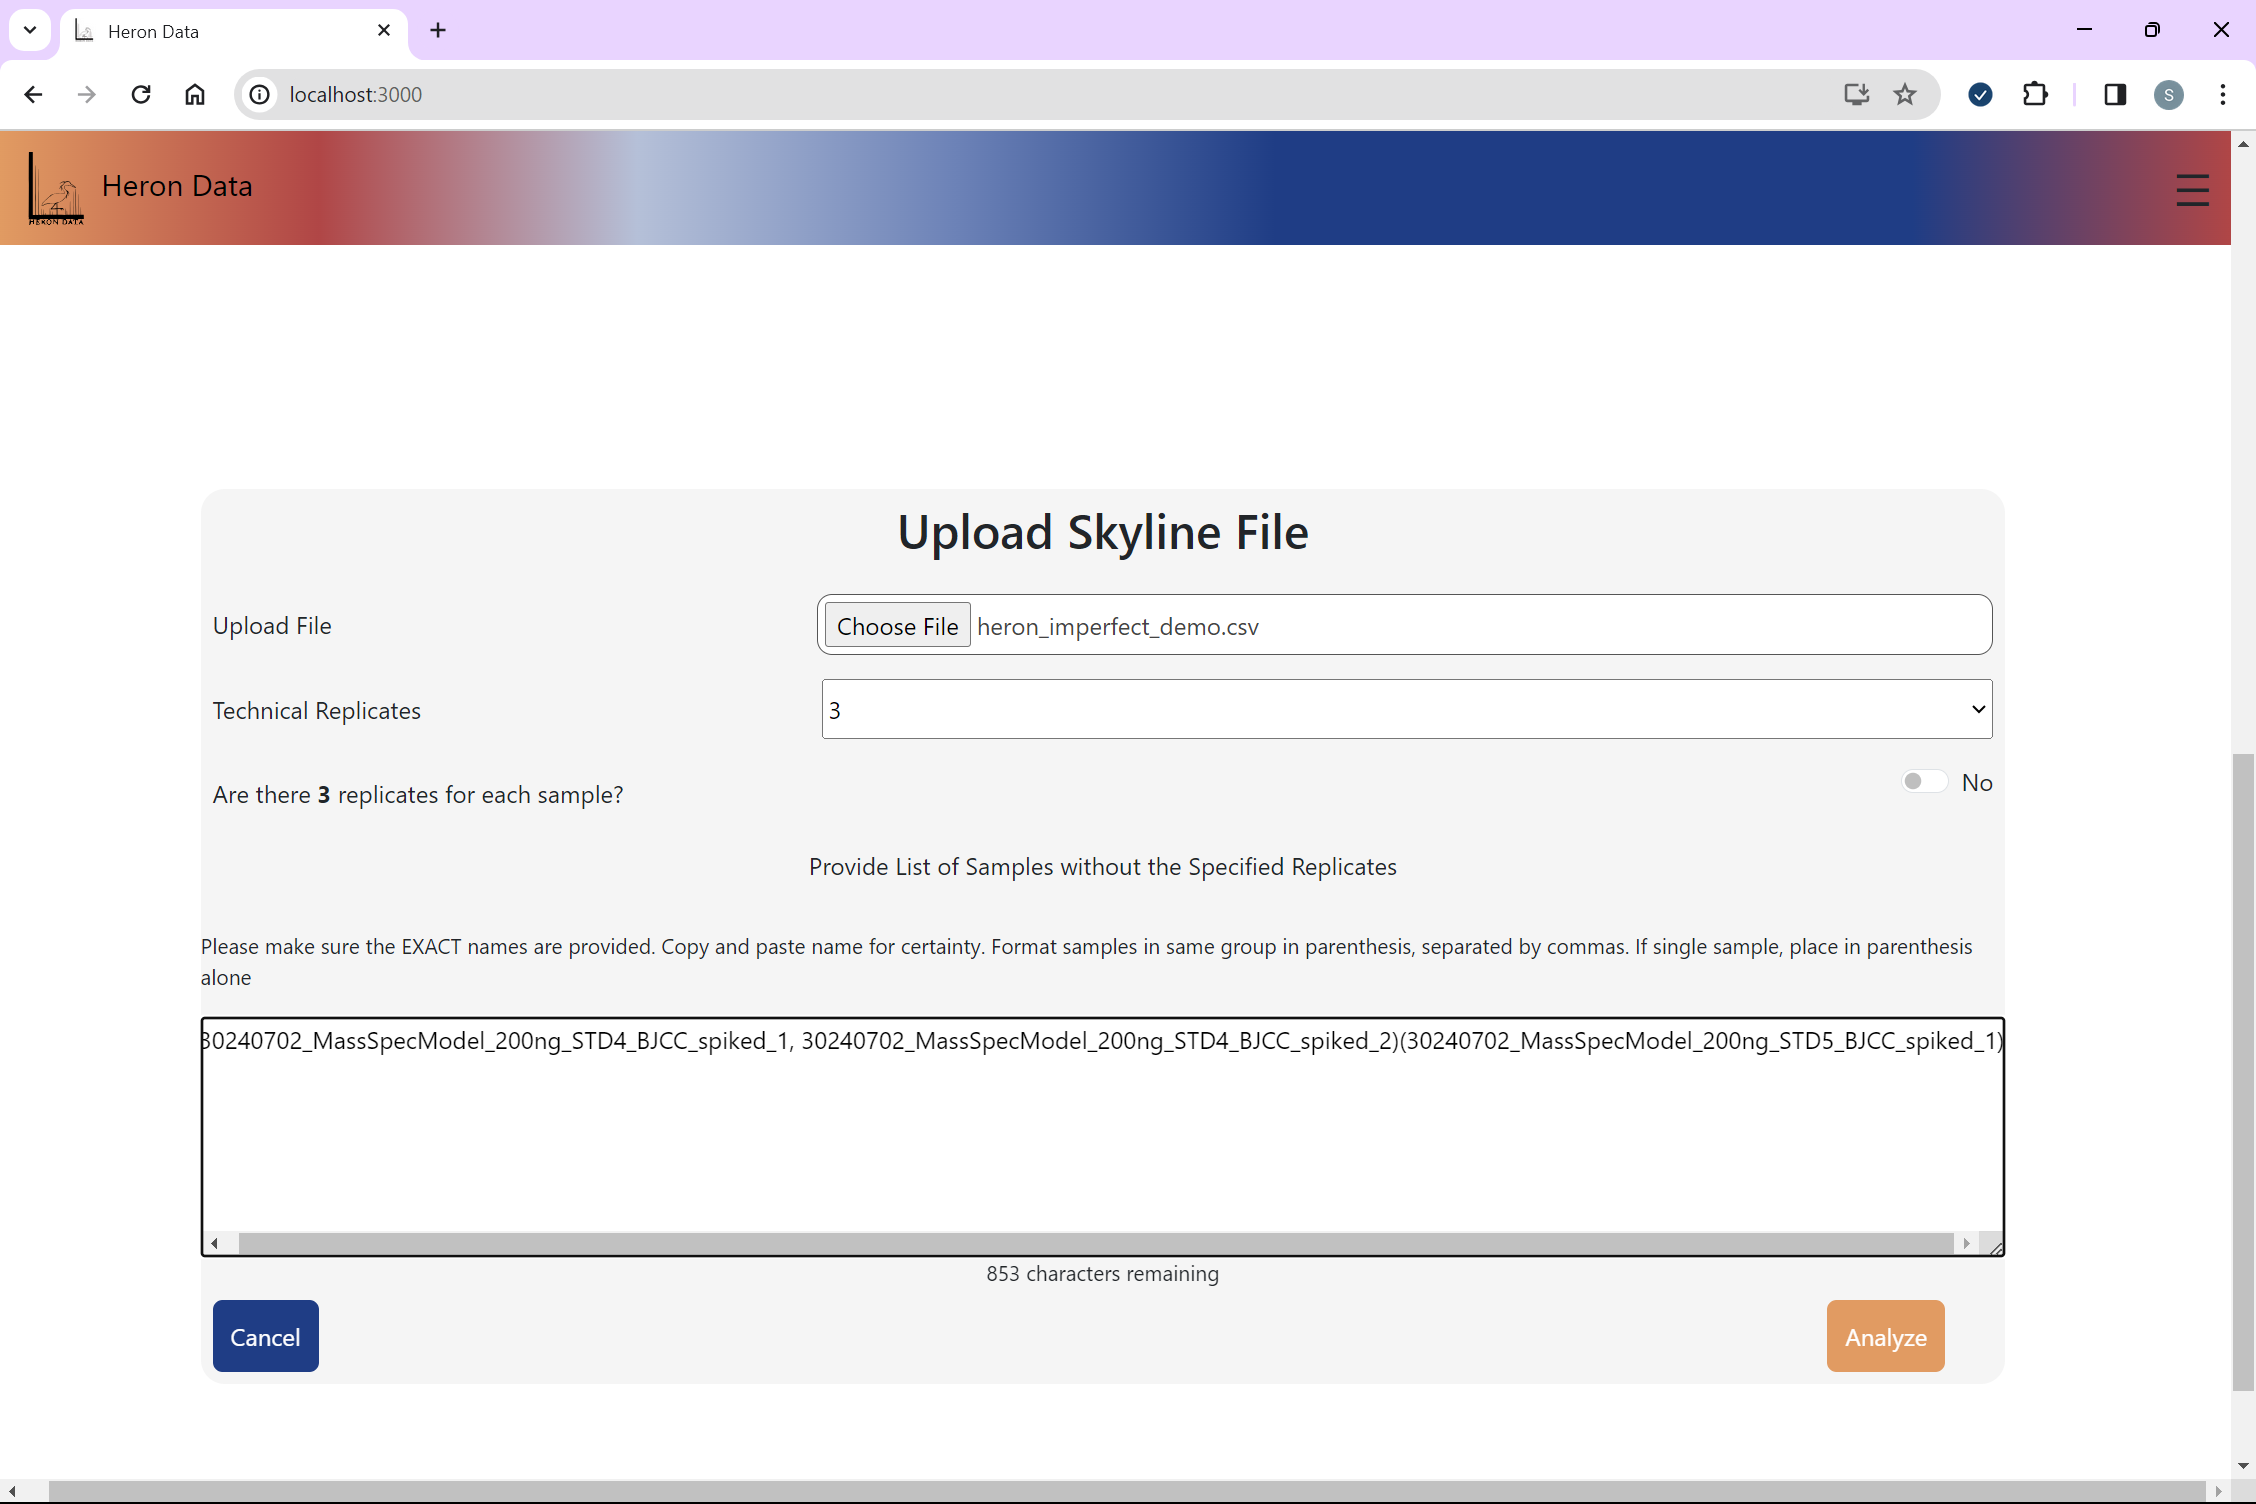 Heron Data
localhost:3000
S
HERON DATA
Heron Data
Upload Skyline File
Upload File
Choose File heron_imperfect_demo.csv
Technical Replicates
3
Are there 3 replicates for each sample?
No
Provide List of Samples without the Specified Replicates
Please make sure the EXACT names are provided. Copy and paste name for certainty. Format samples in same group in parenthesis, separated by commas. If single sample, place in parenthesis
alone
30240702_MassSpecModel_200ng_STD4_BJCC_spiked_1, 30240702_MassSpecModel_200ng_STD4_BJCC_spiked_2)(30240702_MassSpecModel_200ng_STD5_BJCC_spiked_1)
853 characters remaining
Cancel
Analyze